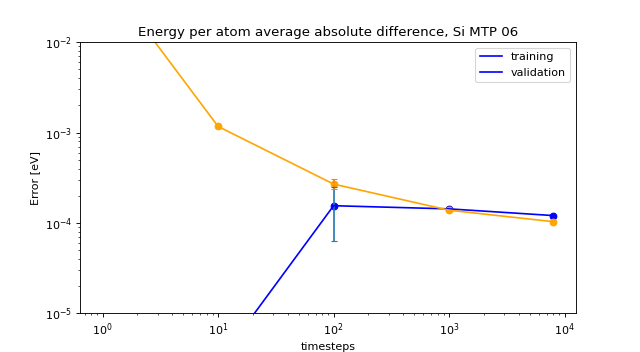 Energy per atom average absolute difference, Si MTP 06
training
validation
Error [eV]
10⁻²
10⁻³
10⁻⁴
10⁻⁵
10⁰ 10¹ 10² 10³ 10⁴
timesteps